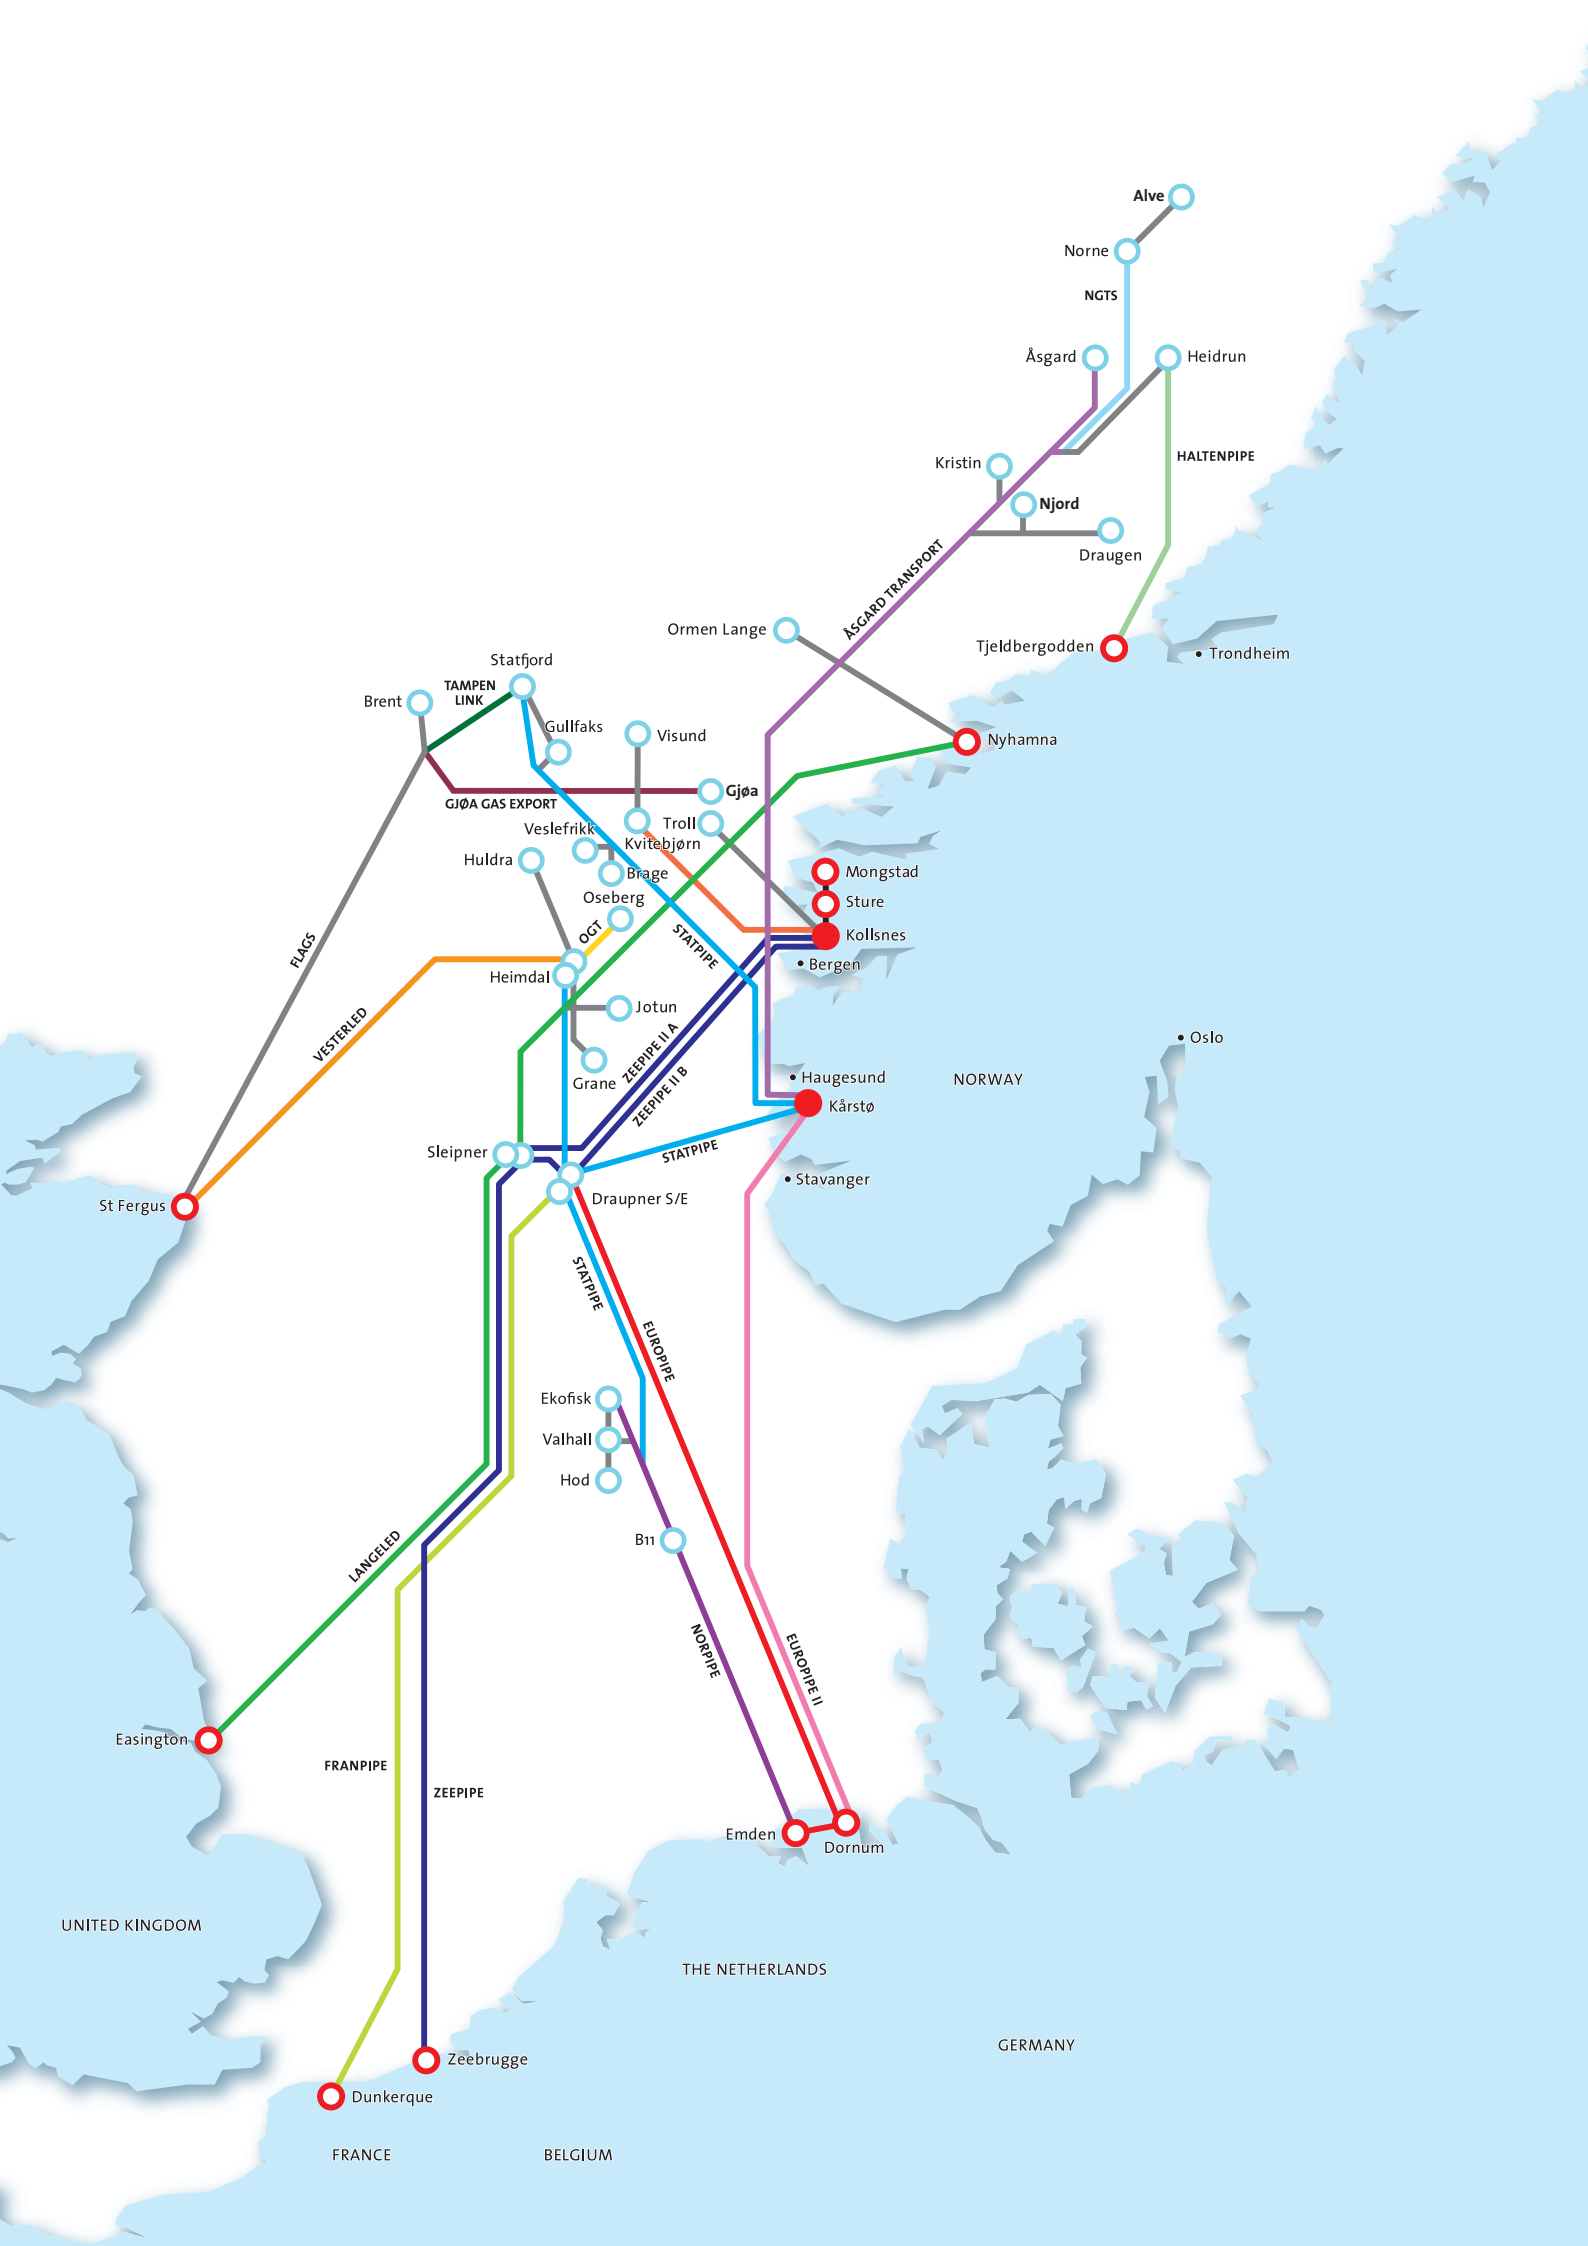 Alve
Norne
NGTS
Åsgard
Heidrun
HALTENPIPE
Kristin
Njord
Draugen
ÅSGARD TRANSPORT
Ormen Lange
Tjeldbergodden
Trondheim
Statfjord
TAMPEN
LINK
Brent
Gullfaks
Visund
Nyhamna
Gjøa
GJØA GAS EXPORT
Veslefrikk
Troll
Kvitebjørn
Huldra
Brage
Mongstad
Oseberg
Sture
OGT
STATPIPE
Kollsnes
FLAGS
Bergen
Heimdal
Jotun
VESTERLED
ZEEPIPE II A
Oslo
Grane
ZEEPIPE II B
Haugesund
NORWAY
Kårstø
Sleipner
STATPIPE
Stavanger
St Fergus
Draupner S/E
STATPIPE
EUROPIPE
Ekofisk
Valhall
Hod
B11
LANGELED
NORPIPE
EUROPIPE II
Easington
FRANPIPE
ZEEPIPE
Emden
Dornum
UNITED KINGDOM
THE NETHERLANDS
GERMANY
Zeebrugge
Dunkerque
FRANCE
BELGIUM